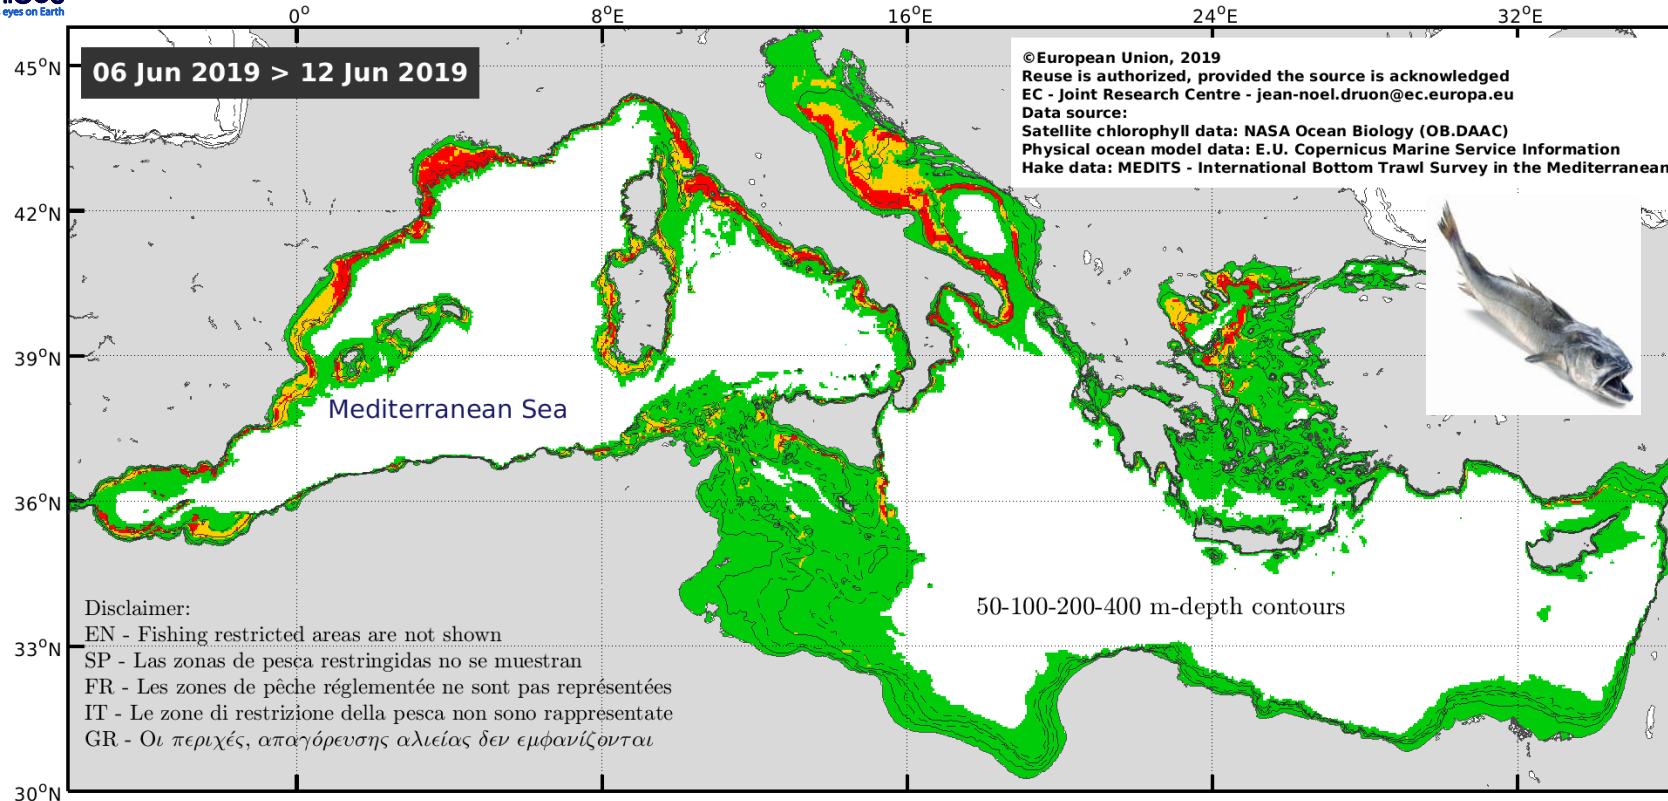 eyes on Earth
0° 8°E 16°E 24°E 32°E
45°N
42°N
39°N
36°N
33°N
30°N
06 Jun 2019 > 12 Jun 2019
©European Union, 2019
Reuse is authorized, provided the source is acknowledged
EC - Joint Research Centre - jean-noel.druon@ec.europa.eu
Data source:
Satellite chlorophyll data: NASA Ocean Biology (OB.DAAC)
Physical ocean model data: E.U. Copernicus Marine Service Information
Hake data: MEDITS - International Bottom Trawl Survey in the Mediterranean
Mediterranean Sea
50-100-200-400 m-depth contours
Disclaimer:
EN - Fishing restricted areas are not shown
SP - Las zonas de pesca restringidas no se muestran
FR - Les zones de pêche réglementée ne sont pas représentées
IT - Le zone di restrizione della pesca non sono rappresentate
GR - Οι περιχές, απαγόρευσης αλιείας δεν εμφανίζονται